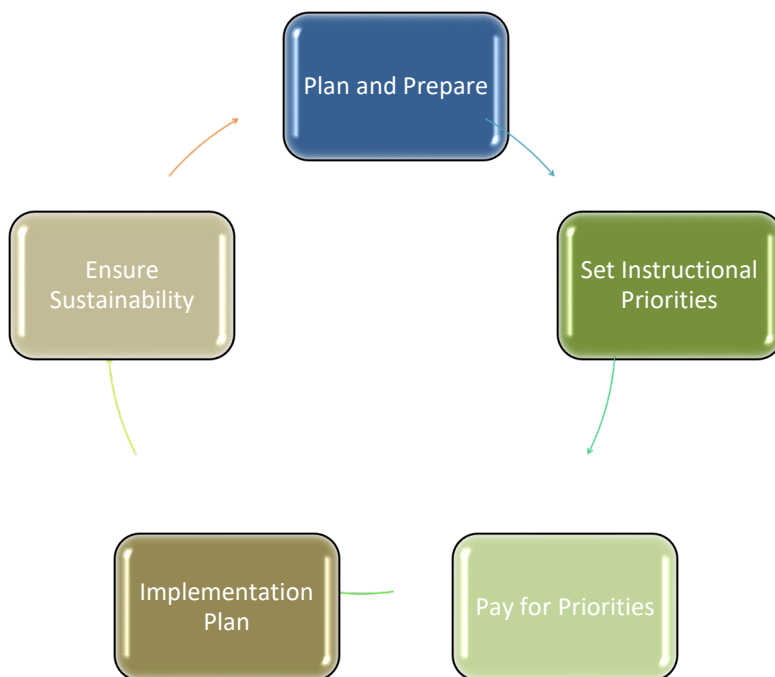 Plan and Prepare
Set Instructional
Priorities
Pay for Priorities
Implementation
Plan
Ensure
Sustainability